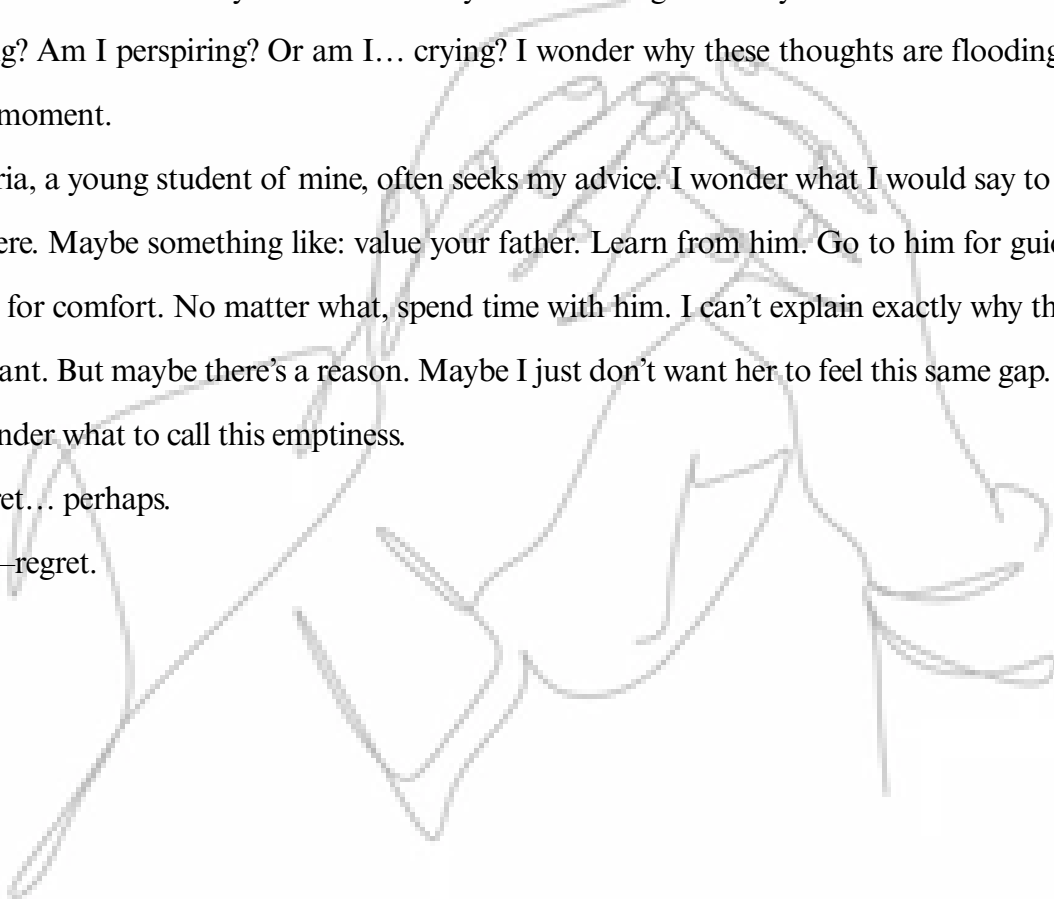 g? Am I perspiring? Or am I… crying? I wonder why these thoughts are flooding
moment.
ria, a young student of mine, often seeks my advice. I wonder what I would say to
ere. Maybe something like: value your father. Learn from him. Go to him for gui
for comfort. No matter what, spend time with him. I can’t explain exactly why th
ant. But maybe there’s a reason. Maybe I just don’t want her to feel this same gap.
nder what to call this emptiness.
et… perhaps.
–regret.